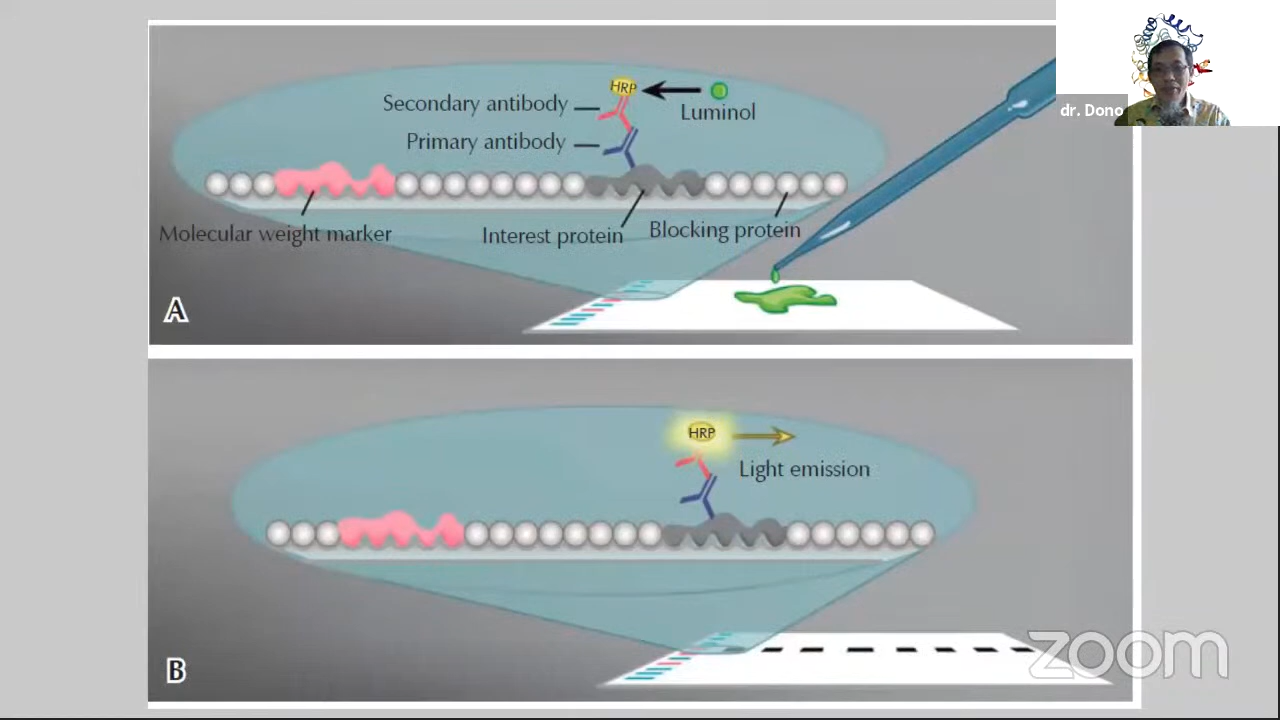 dr. Dono
HRP
Secondary antibody
Luminol
Primary antibody
Molecular weight marker
Interest protein
Blocking protein
A
HRP
Light emission
B
zoom